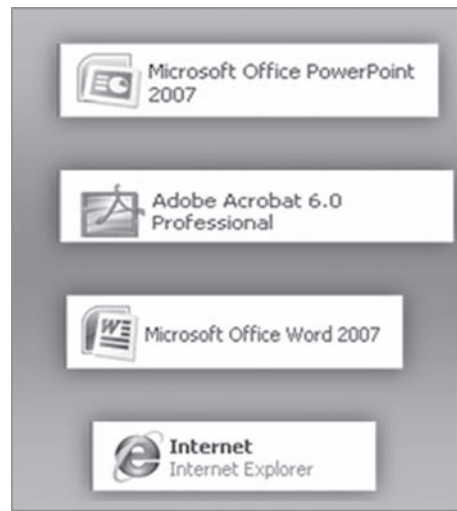 Microsoft Office PowerPoint
2007
Adobe Acrobat 6.0
Professional
Microsoft Office Word 2007
Internet
Internet Explorer